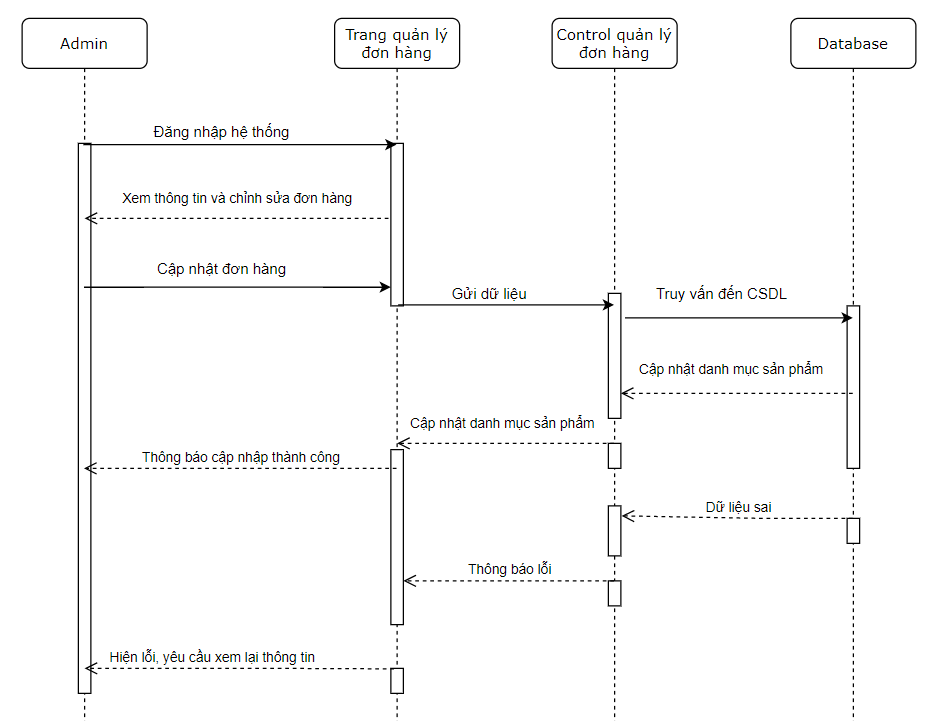 Admin
Trang quản lý
đơn hàng
Control quản lý
đơn hàng
Database
Đăng nhập hệ thống
Xem thông tin và chỉnh sửa đơn hàng
Cập nhật đơn hàng
Gửi dữ liệu
Truy vấn đến CSDL
Cập nhật danh mục sản phẩm
Cập nhật danh mục sản phẩm
Thông báo cập nhập thành công
Dữ liệu sai
Thông báo lỗi
Hiện lỗi, yêu cầu xem lại thông tin